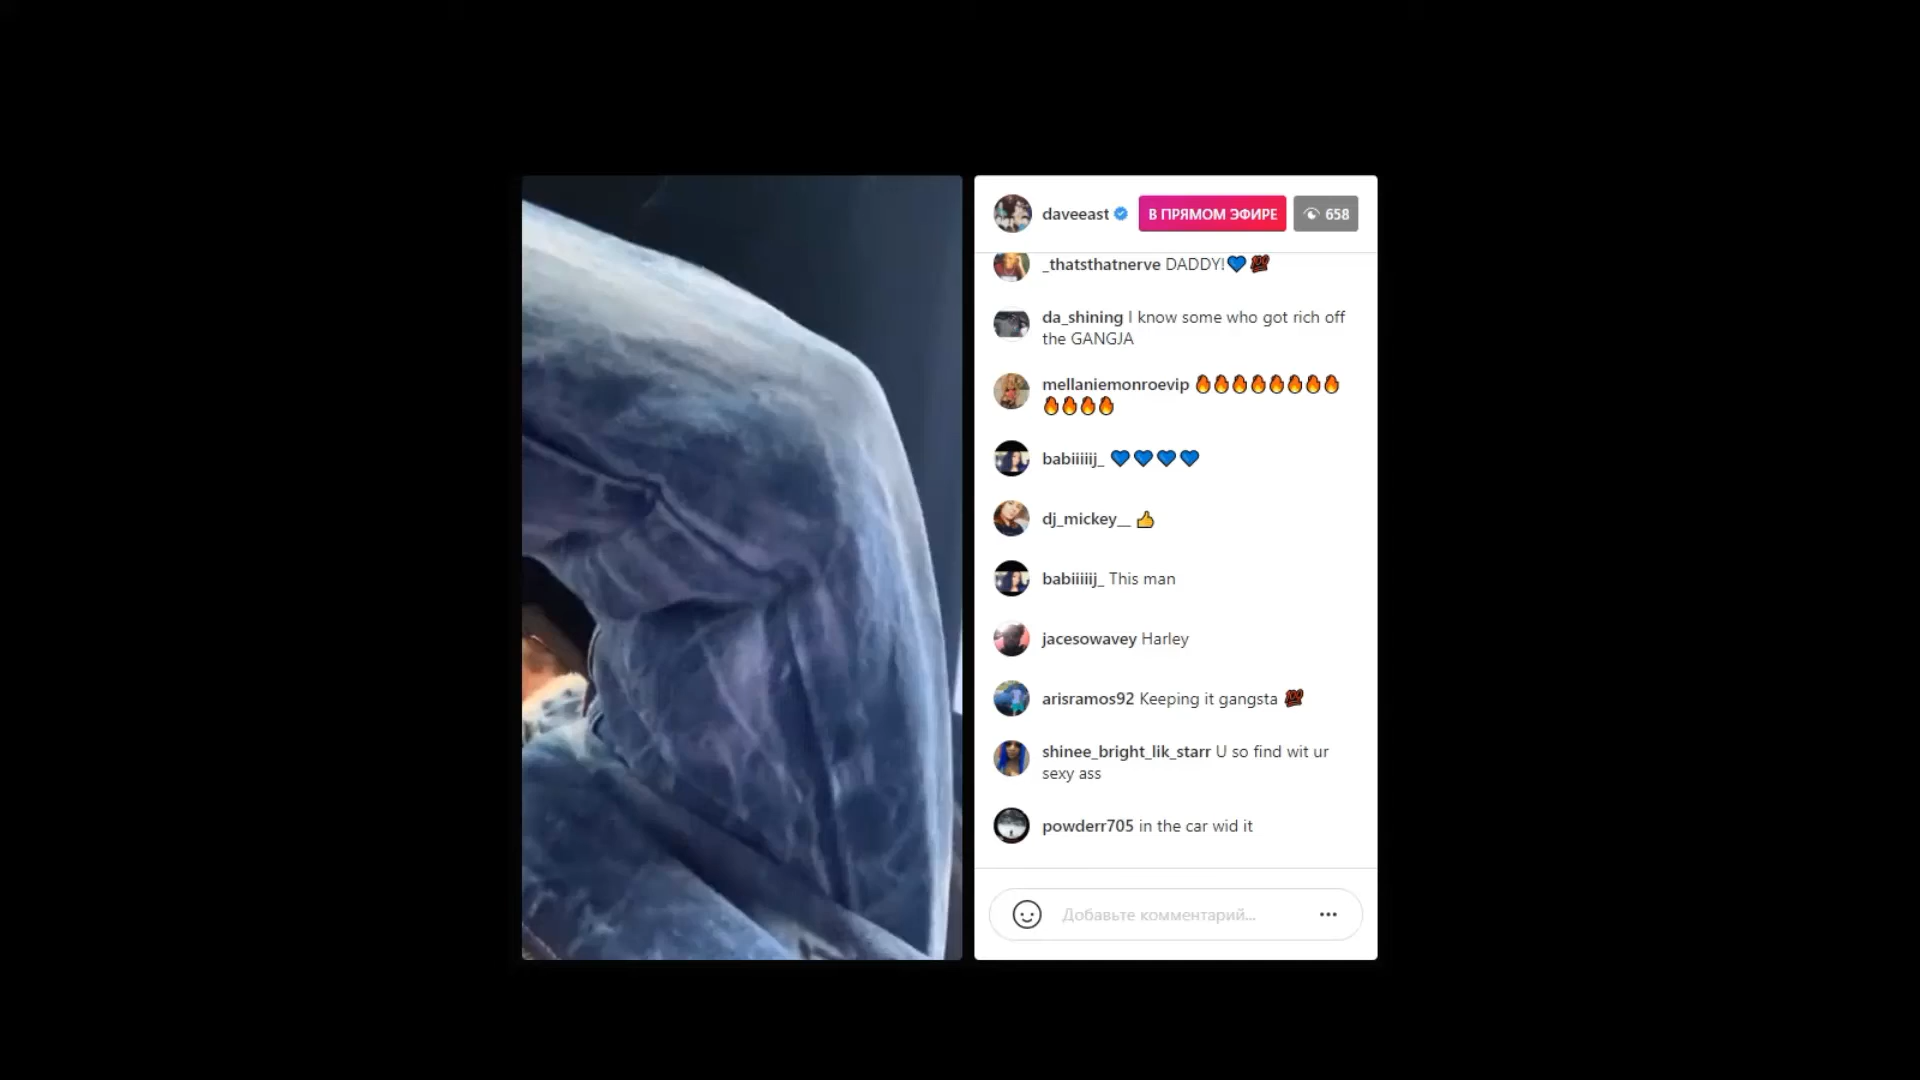 daveeast В ПРЯМОМ ЭФИРЕ 658
_thatsthatnerve DADDY!💙💯
da_shining I know some who got rich off
the GANGJA
mellaniemonroevip 🔥🔥🔥🔥🔥🔥🔥🔥
🔥🔥🔥🔥
babiiiiij_ 💙💙💙💙
dj_mickey__ 👍
babiiiiij_ This man
jacesowavey Harley
arisramos92 Keeping it gangsta 💯
shinee_bright_lik_starr U so find wit ur
sexy ass
powderr705 in the car wid it
Добавьте комментарий...